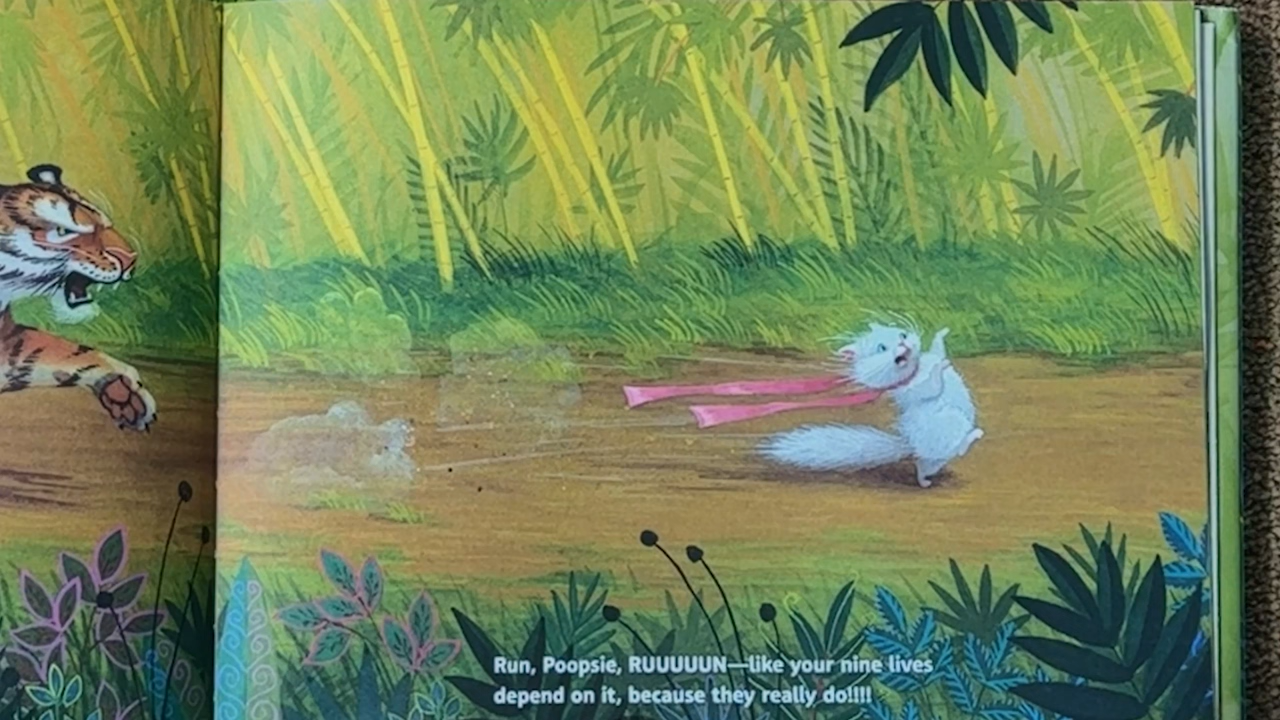 Run, Poopsie, RUUUUUN—like your nine lives
depend on it, because they really do!!!!